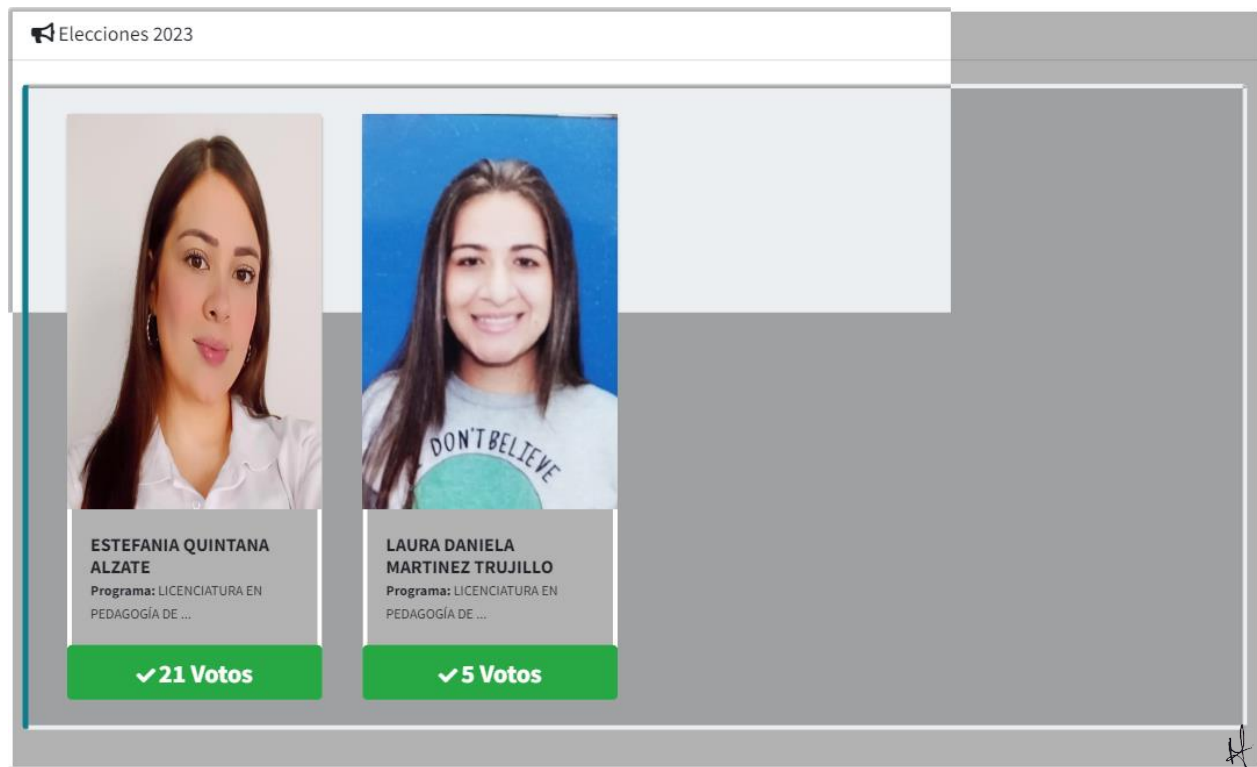 Elecciones 2023
DON'T BELIEVE
ESTEFANIA QUINTANA
ALZATE
Programa: LICENCIATURA EN
PEDAGOGÍA DE ...
21 Votos
LAURA DANIELA
MARTINEZ TRUJILLO
Programa: LICENCIATURA EN
PEDAGOGÍA DE ...
5 Votos